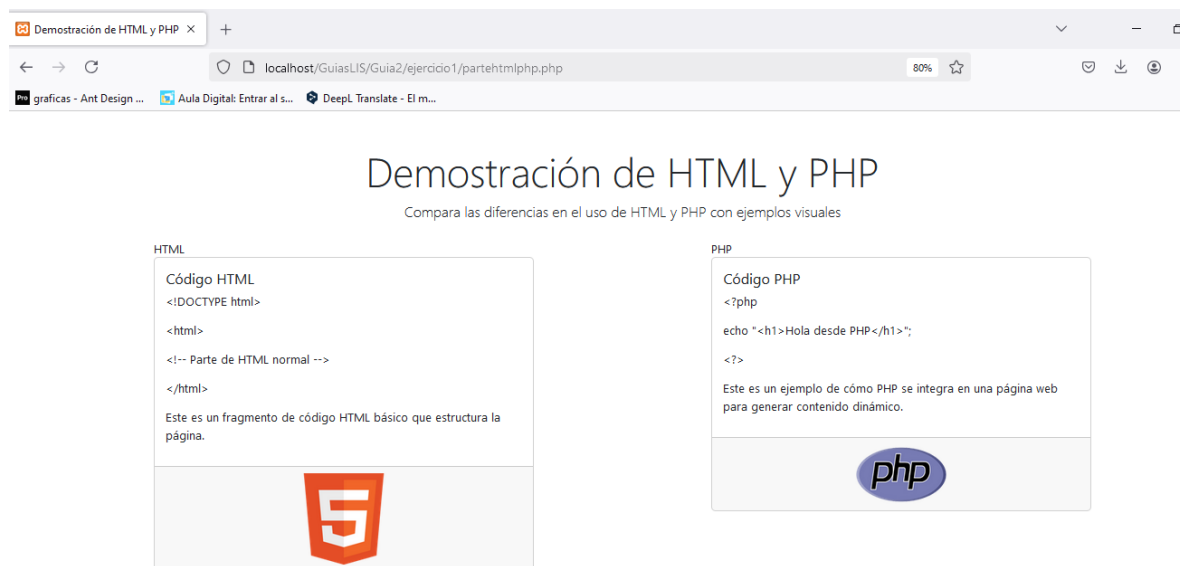 Demostración de HTML y PHP
localhost/GuiasLIS/Guia2/ejercicio1/partehtmlphp.php
80%
Pro
graficas - Ant Design ...
Aula Digital: Entrar al s...
DeepL Translate - El m...
Demostración de HTML y PHP
Compara las diferencias en el uso de HTML y PHP con ejemplos visuales
HTML
Código HTML
<!DOCTYPE html>
<html>
<!-- Parte de HTML normal -->
</html>
Este es un fragmento de código HTML básico que estructura la
página.
5
PHP
Código PHP
<?php
echo "<h1>Hola desde PHP</h1>";
<?>
Este es un ejemplo de cómo PHP se integra en una página web
para generar contenido dinámico.
php